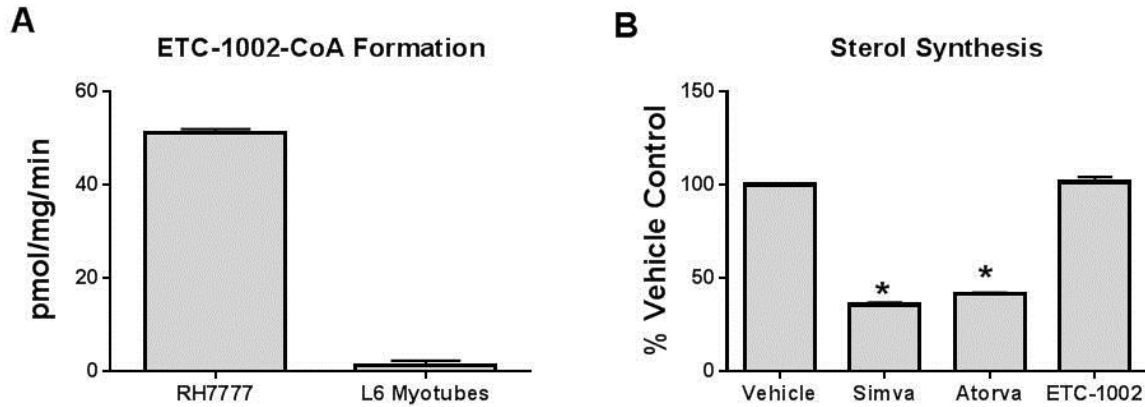 A
ETC-1002-CoA Formation
pmol/mg/min
60
40
20
0
RH7777 L6 Myotubes
B
Sterol Synthesis
% Vehicle Control
150
100
50
0
* *
Vehicle Simva Atorva ETC-1002